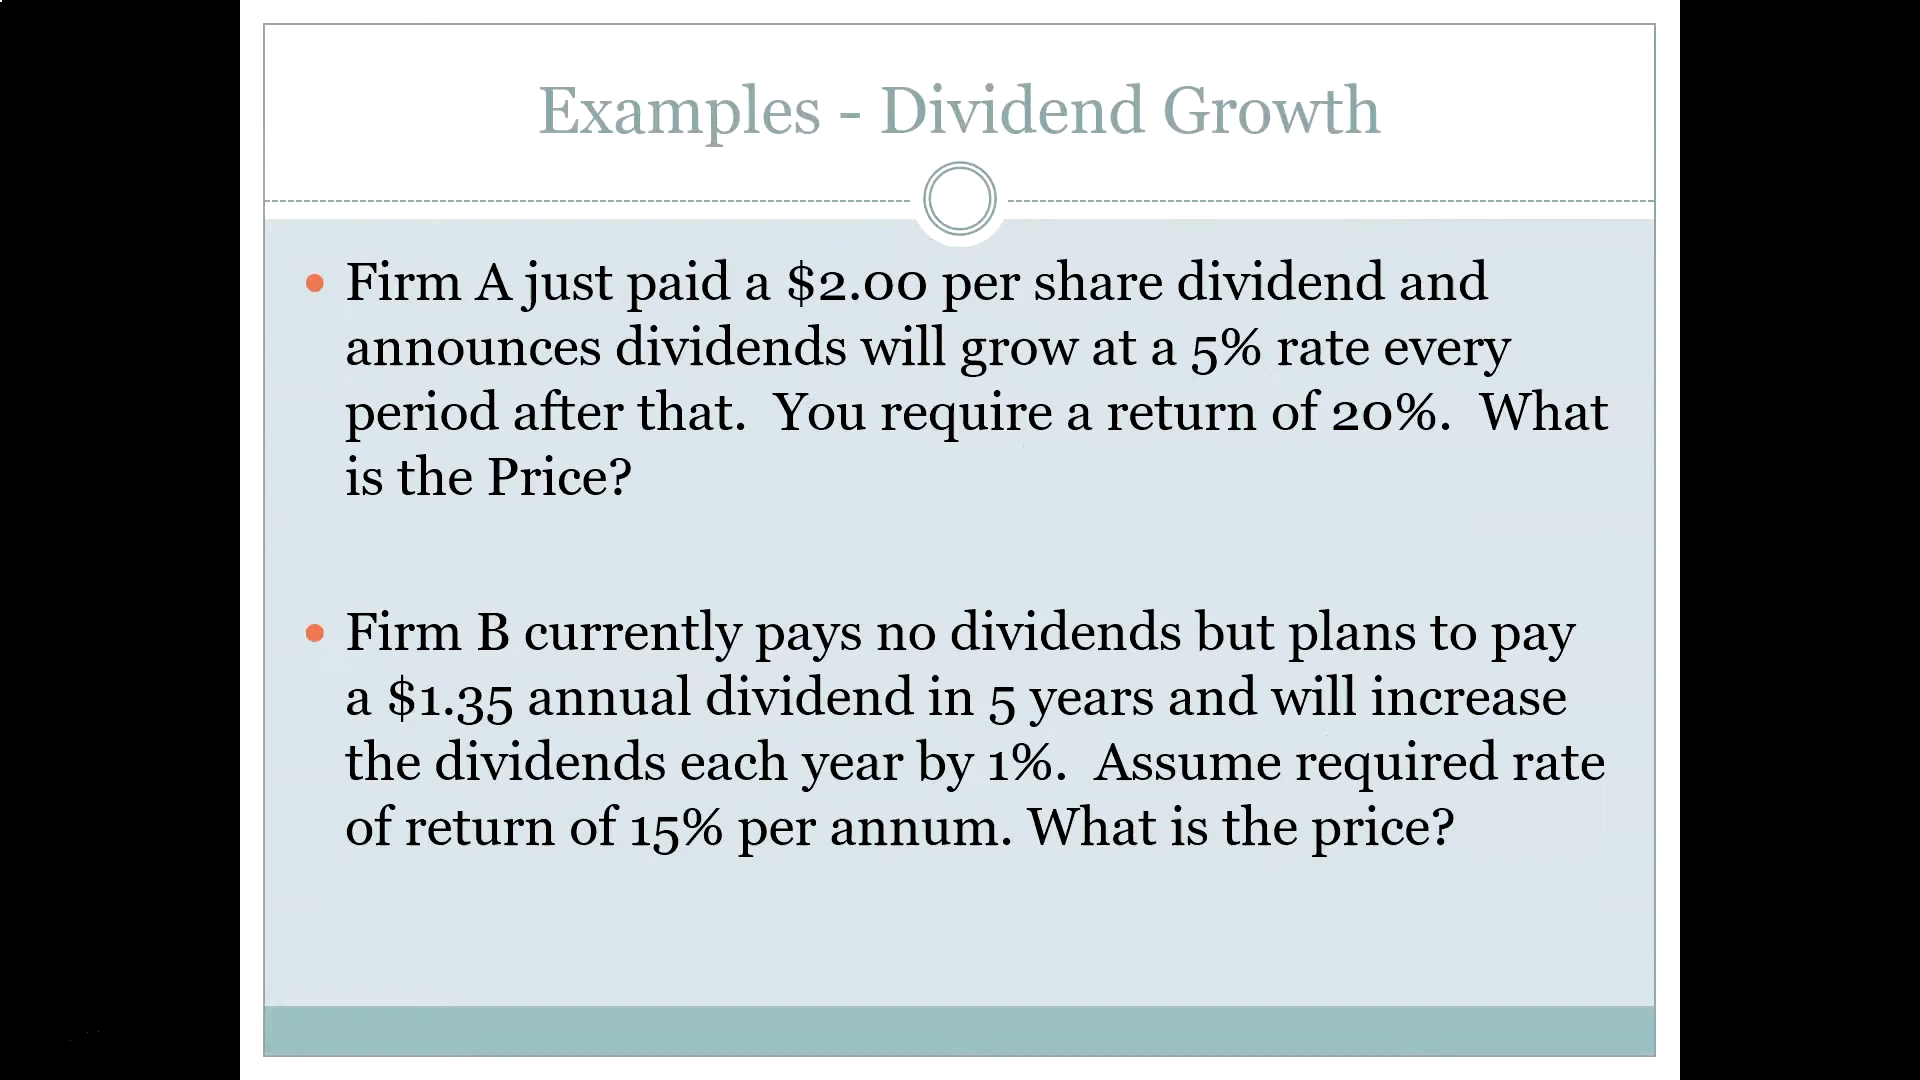 Examples - Dividend Growth
• Firm A just paid a $2.00 per share dividend and
announces dividends will grow at a 5% rate every
period after that.  You require a return of 20%.  What
is the Price?
• Firm B currently pays no dividends but plans to pay
a $1.35 annual dividend in 5 years and will increase
the dividends each year by 1%.  Assume required rate
of return of 15% per annum. What is the price?